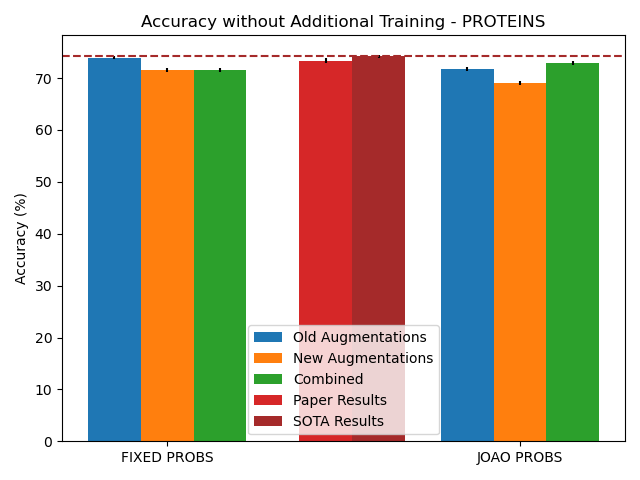 Accuracy without Additional Training - PROTEINS
Accuracy (%)
70
60
50
40
30
20
10
0
Old Augmentations
New Augmentations
Combined
Paper Results
SOTA Results
FIXED PROBS
JOAO PROBS